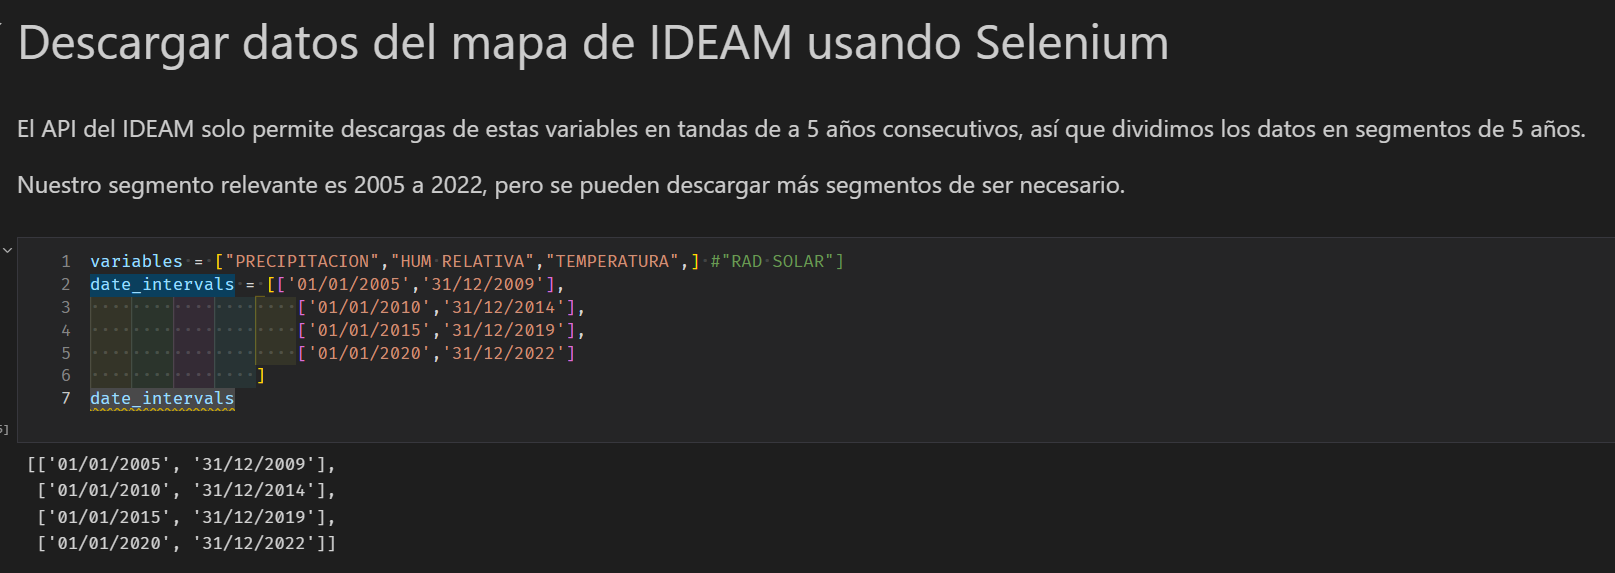 Descargar datos del mapa de IDEAM usando Selenium
El API del IDEAM solo permite descargas de estas variables en tandas de a 5 años consecutivos, así que dividimos los datos en segmentos de 5 años.
Nuestro segmento relevante es 2005 a 2022, pero se pueden descargar más segmentos de ser necesario.
1 variables = ["PRECIPITACION","HUM RELATIVA","TEMPERATURA",] #"RAD SOLAR"]
2 date_intervals = [['01/01/2005','31/12/2009'],
3 ['01/01/2010','31/12/2014'],
4 ['01/01/2015','31/12/2019'],
5 ['01/01/2020','31/12/2022']
6 ]
7 date_intervals
[['01/01/2005', '31/12/2009'],
['01/01/2010', '31/12/2014'],
['01/01/2015', '31/12/2019'],
['01/01/2020', '31/12/2022']]